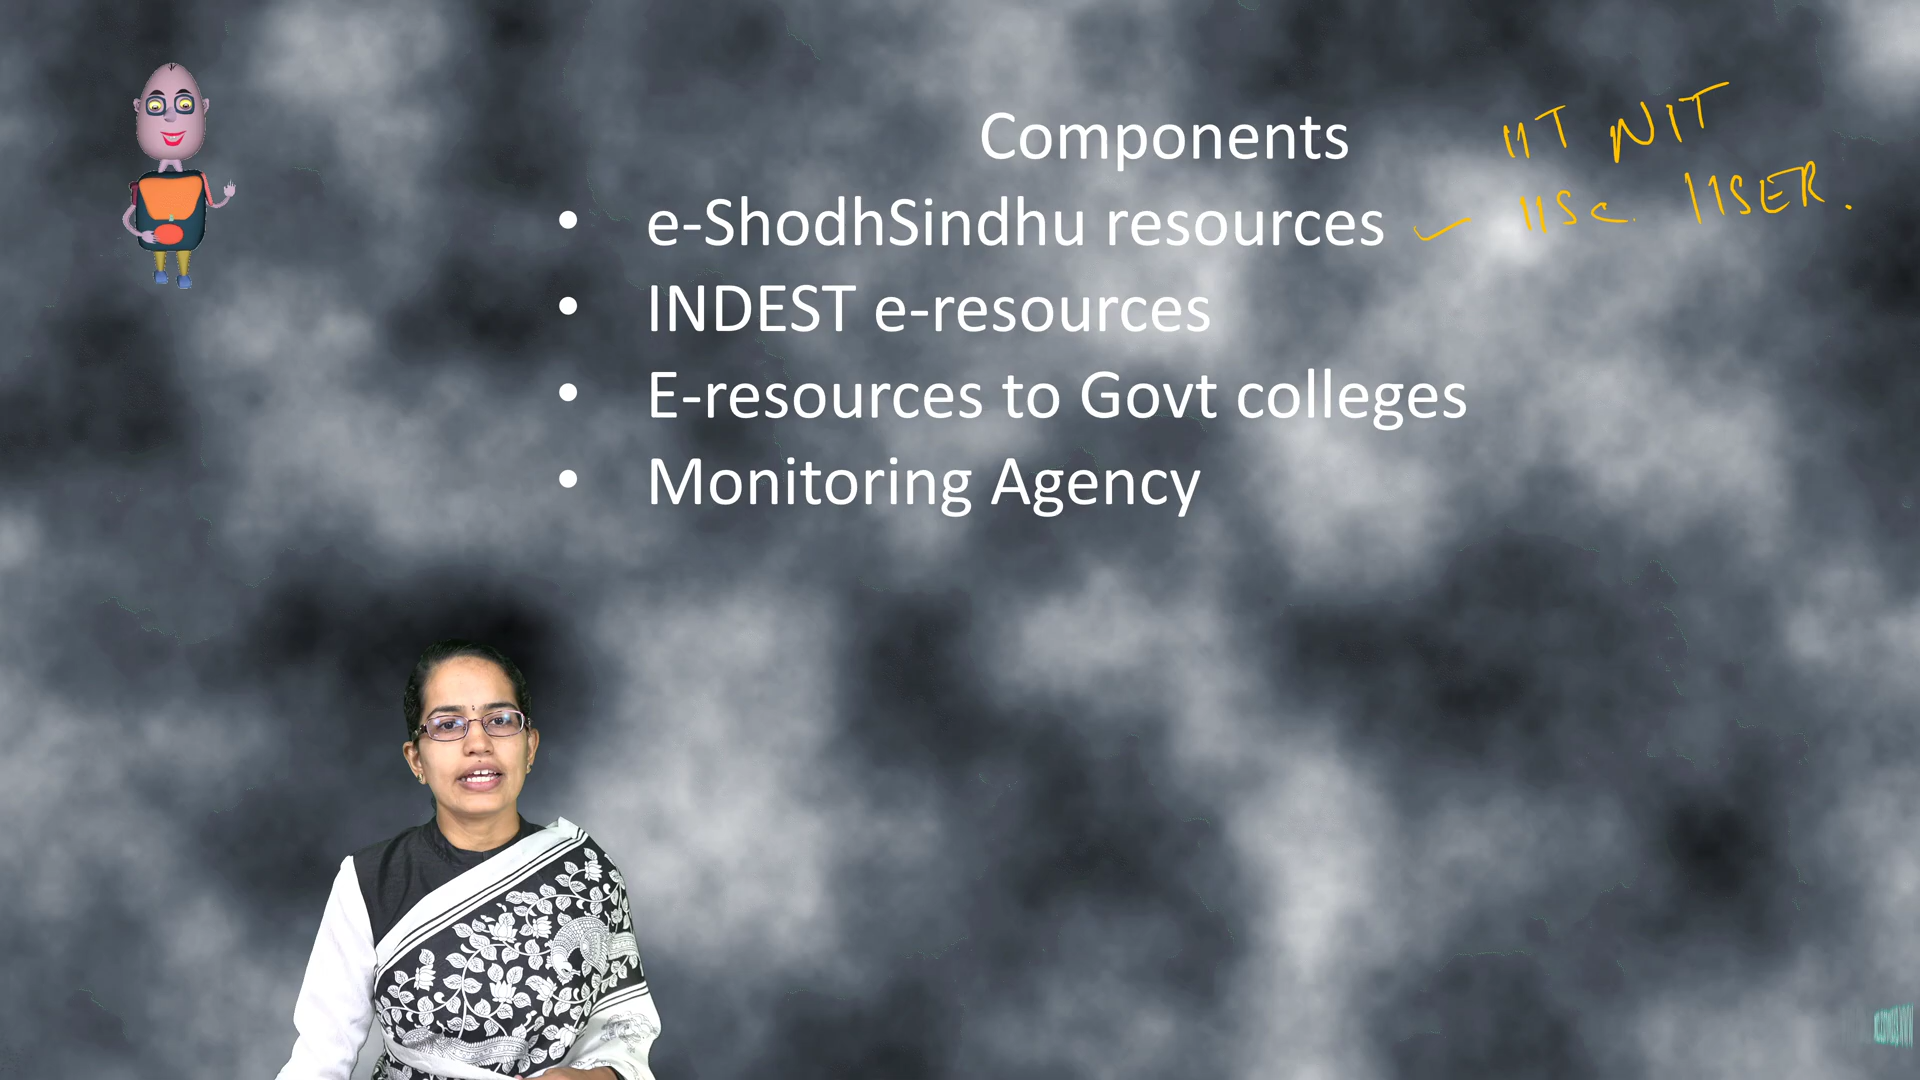 Components
IIT NIT
• e-ShodhSindhu resources
IISc. IISER.
• INDEST e-resources
• E-resources to Govt colleges
• Monitoring Agency